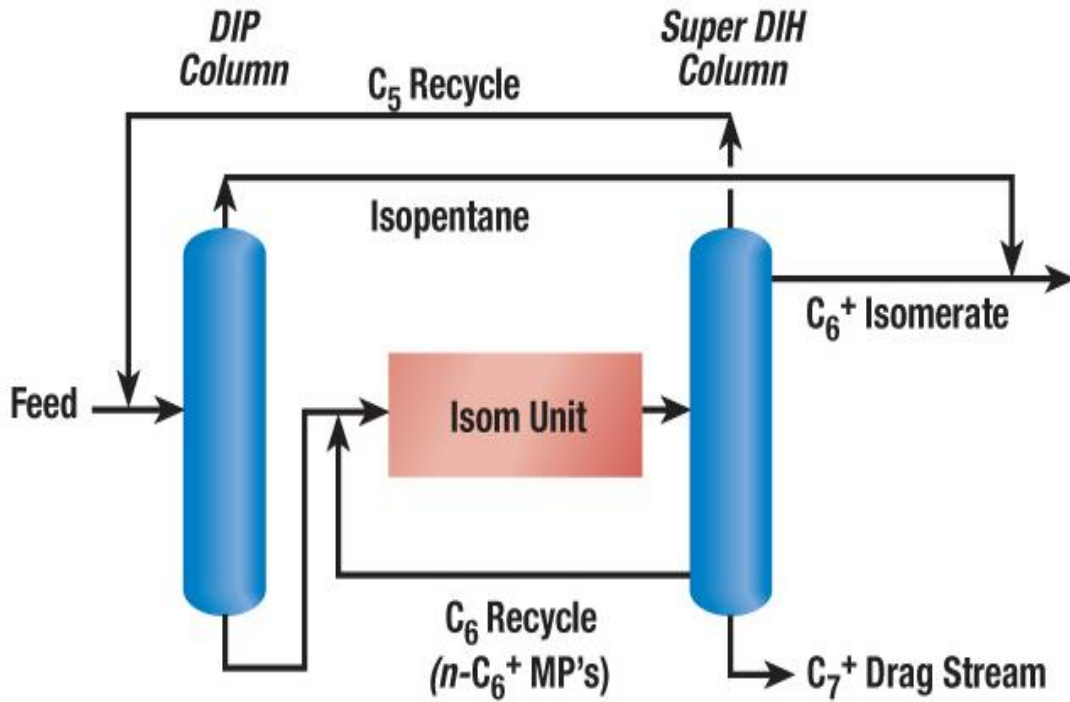 DIP
Column
Super DIH
Column
C₅ Recycle
Isopentane
C₆⁺ Isomerate
Feed
Isom Unit
C₆ Recycle
(n-C₆⁺ MP's)
C₇⁺ Drag Stream